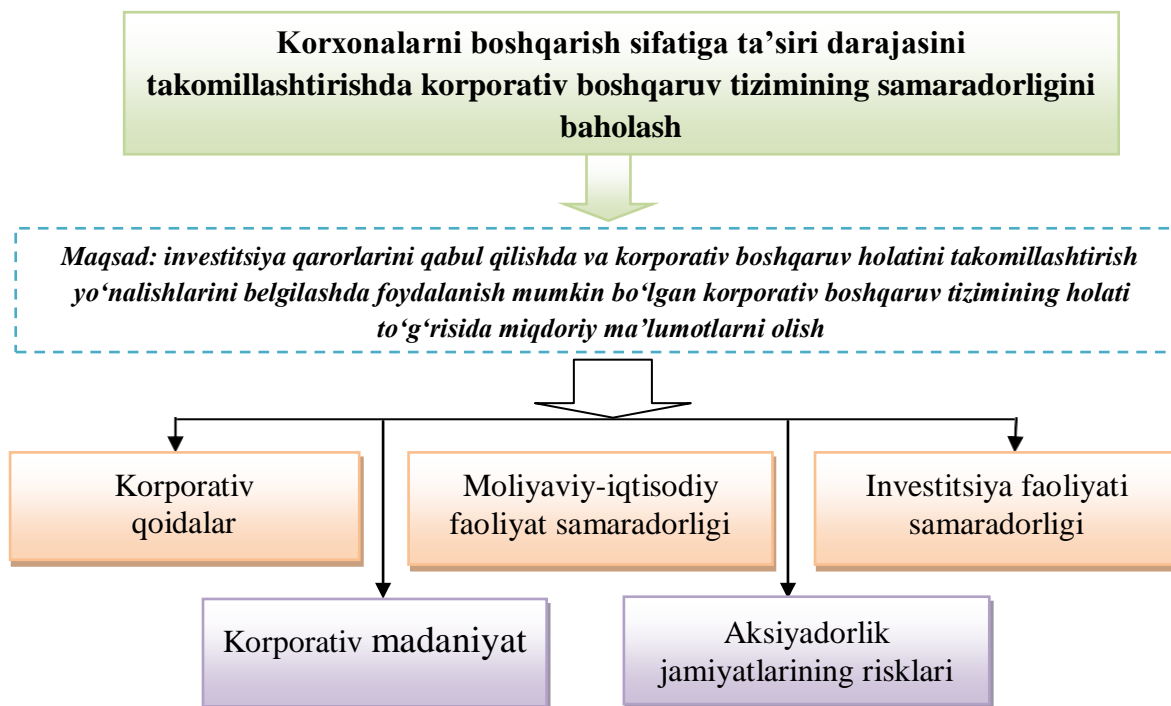 Korxonalarni boshqarish sifatiga ta’siri darajasini
takomillashtirishda korporativ boshqaruv tizimining samaradorligini
baholash
Maqsad: investitsiya qarorlarini qabul qilishda va korporativ boshqaruv holatini takomillashtirish
yo‘nalishlarini belgilashda foydalanish mumkin bo‘lgan korporativ boshqaruv tizimining holati
to‘g‘risida miqdoriy ma’lumotlarni olish
Korporativ
qoidalar
Moliyaviy-iqtisodiy
faoliyat samaradorligi
Investitsiya faoliyati
samaradorligi
Korporativ madaniyat
Aksiyadorlik
jamiyatlarining risklari